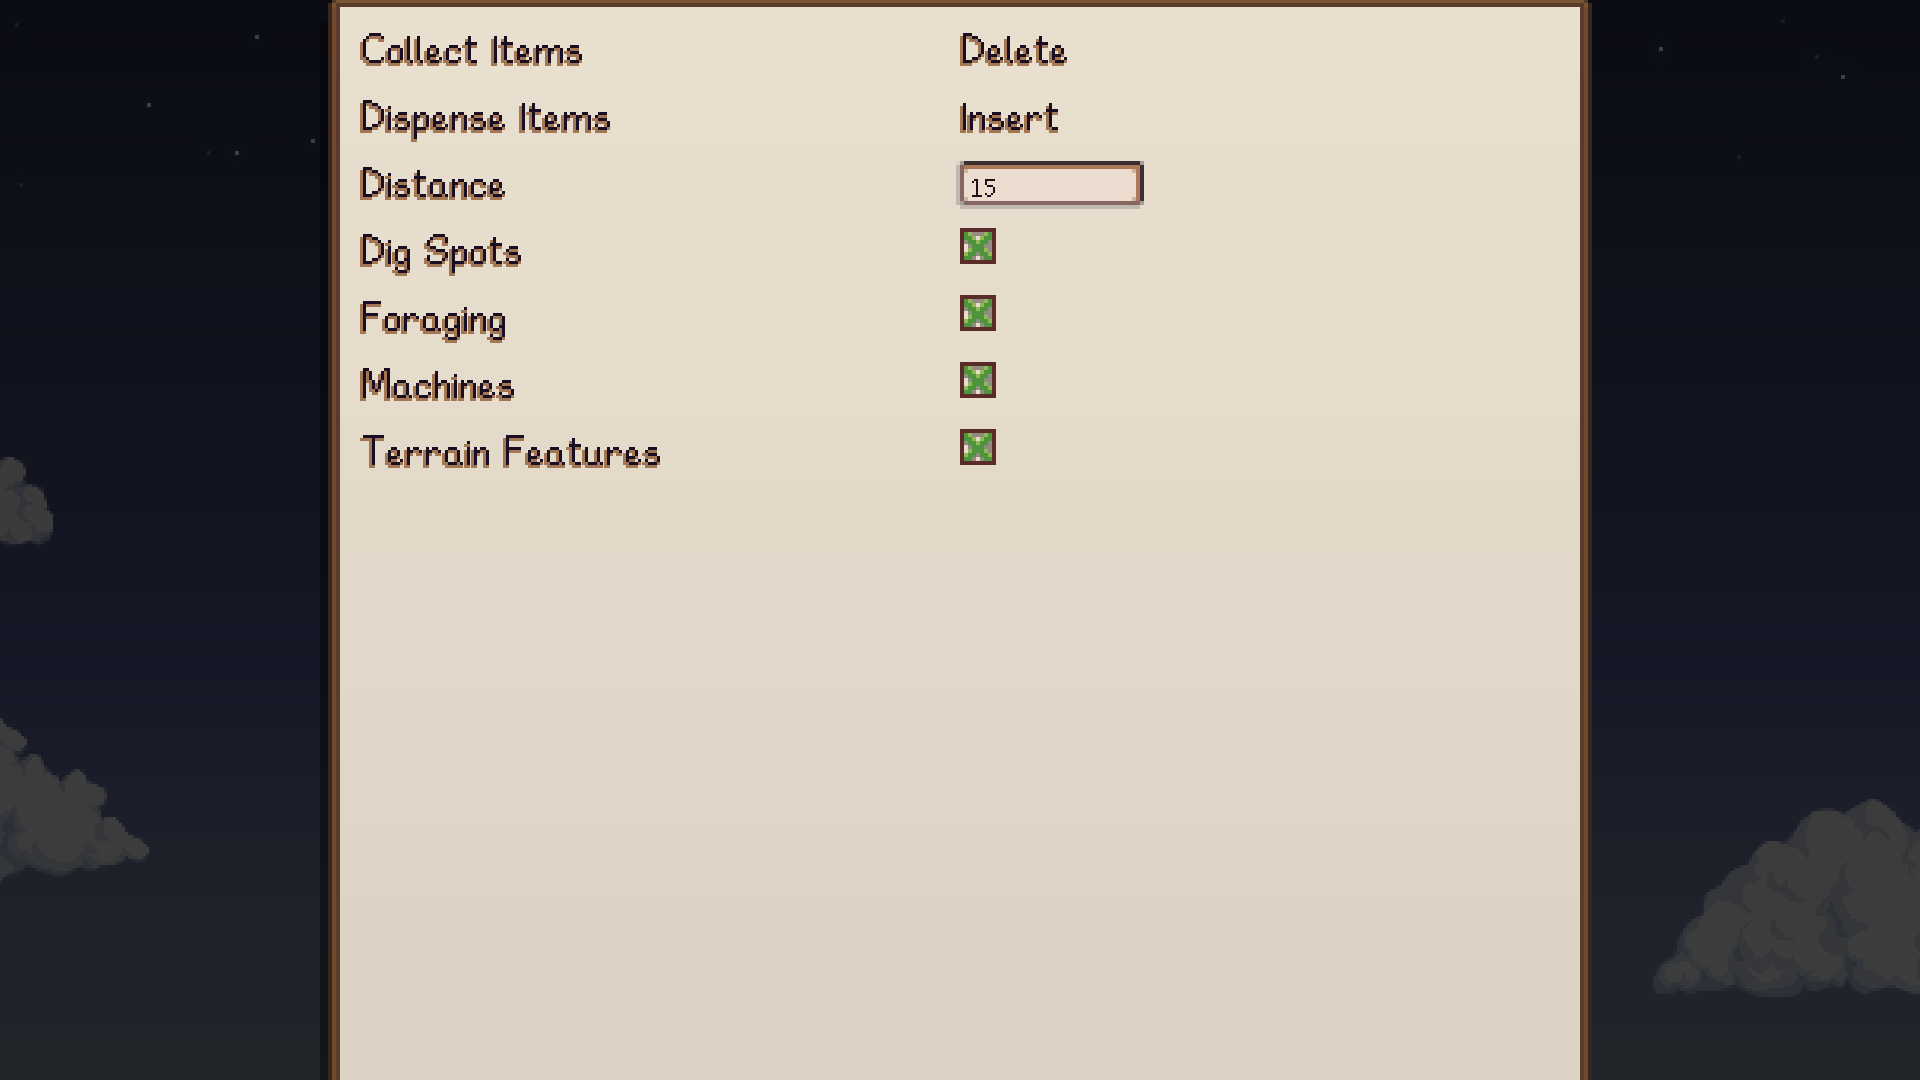 Collect Items Delete
Dispense Items Insert
Distance 15
Dig Spots
Foraging
Machines
Terrain Features